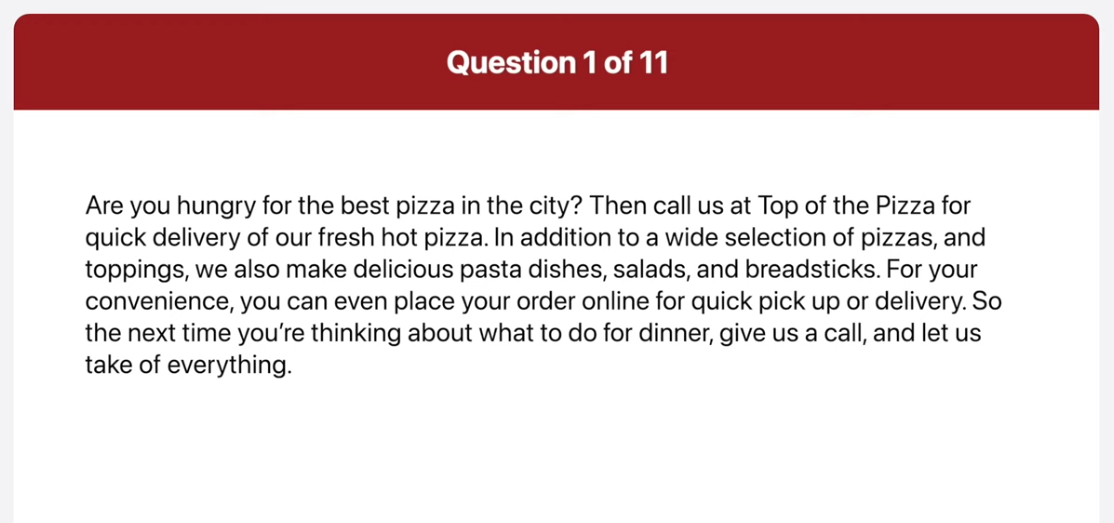 Question 1 of 11
Are you hungry for the best pizza in the city? Then call us at Top of the Pizza for
quick delivery of our fresh hot pizza. In addition to a wide selection of pizzas, and
toppings, we also make delicious pasta dishes, salads, and breadsticks. For your
convenience, you can even place your order online for quick pick up or delivery. So
the next time you’re thinking about what to do for dinner, give us a call, and let us
take of everything.